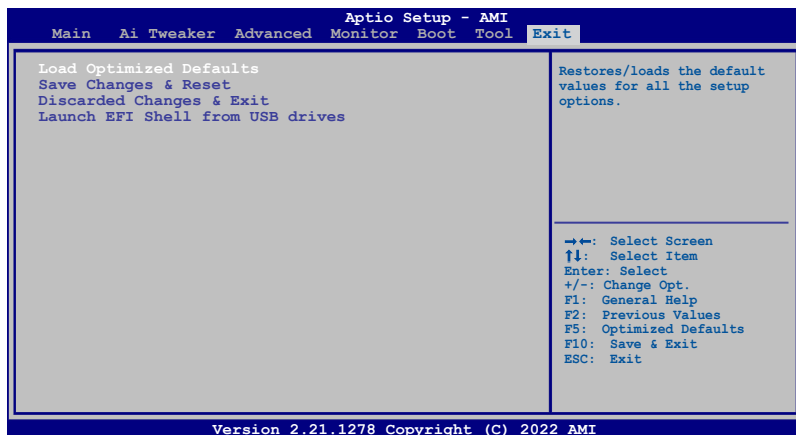 Aptio Setup - AMI
Main Ai Tweaker Advanced Monitor Boot Tool Exit
Load Optimized Defaults
Save Changes & Reset
Discarded Changes & Exit
Launch EFI Shell from USB drives
Restores/loads the default
values for all the setup
options.
→←: Select Screen
↑↓: Select Item
Enter: Select
+/-: Change Opt.
F1: General Help
F2: Previous Values
F5: Optimized Defaults
F10: Save & Exit
ESC: Exit
Version 2.21.1278 Copyright (C) 2022 AMI